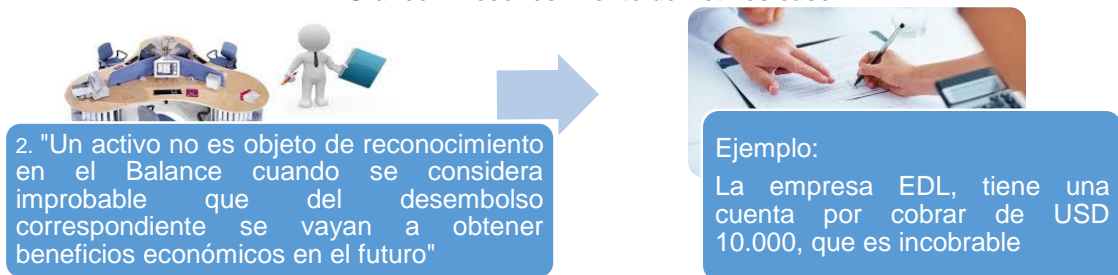 2. "Un activo no es objeto de reconocimiento
en el Balance cuando se considera
improbable que del desembolso
correspondiente se vayan a obtener
beneficios económicos en el futuro"
Ejemplo:
La empresa EDL, tiene una
cuenta por cobrar de USD
10.000, que es incobrable